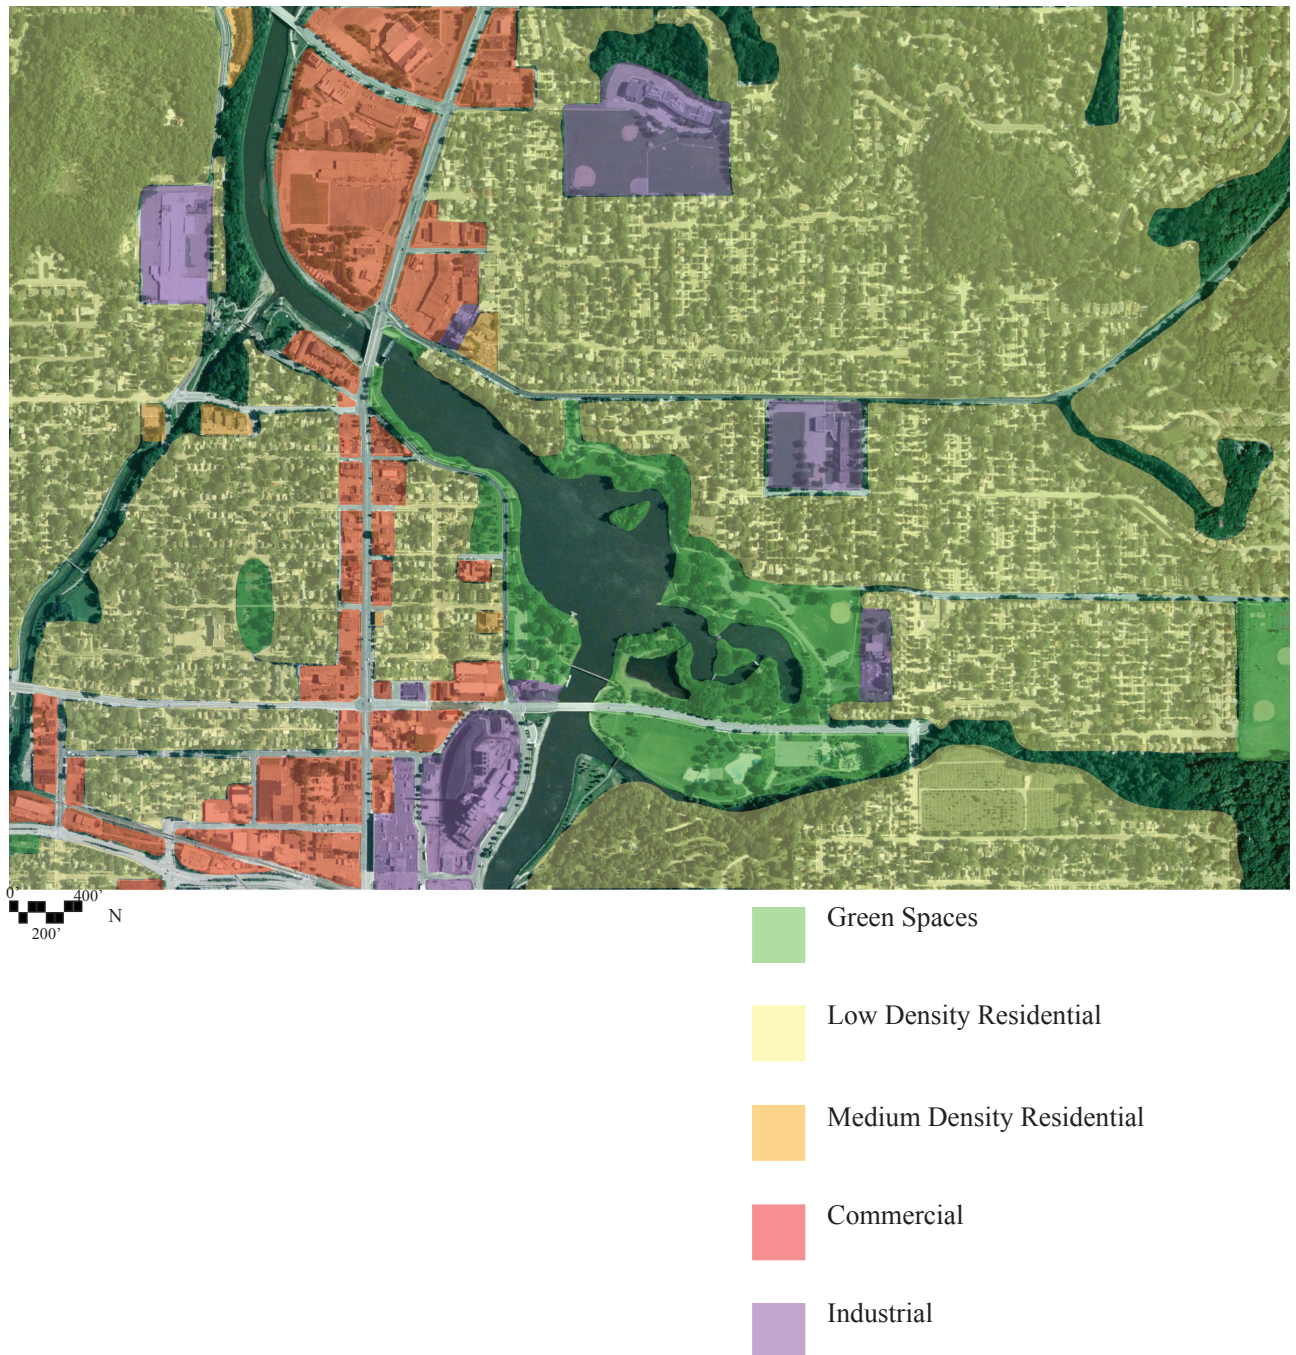 0' 400'
N
200'
Green Spaces
Low Density Residential
Medium Density Residential
Commercial
Industrial